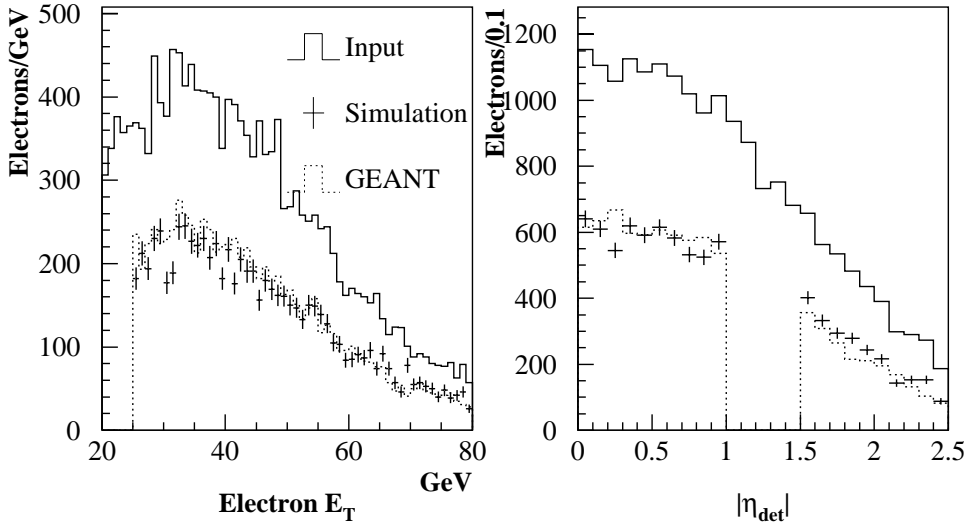 Electrons/GeV
500
400
300
200
100
0
20
40
60
80
GeV
Electron E_T
Input
Simulation
GEANT
Electrons/0.1
1200
1000
800
600
400
200
0
0
0.5
1
1.5
2
2.5
|η_det|